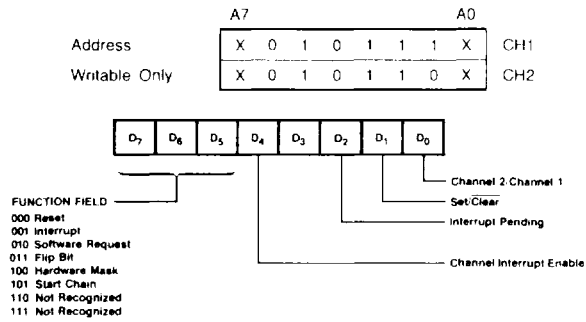 A7 A0
Address X 0 1 0 1 1 1 X CH1
Writable Only X 0 1 0 1 1 0 X CH2
D7 D6 D5 D4 D3 D2 D1 D0
Channel 2/Channel 1
Set/Clear
Interrupt Pending
Channel Interrupt Enable
FUNCTION FIELD
000 Reset
001 Interrupt
010 Software Request
011 Flip Bit
100 Hardware Mask
101 Start Chain
110 Not Recognized
111 Not Recognized